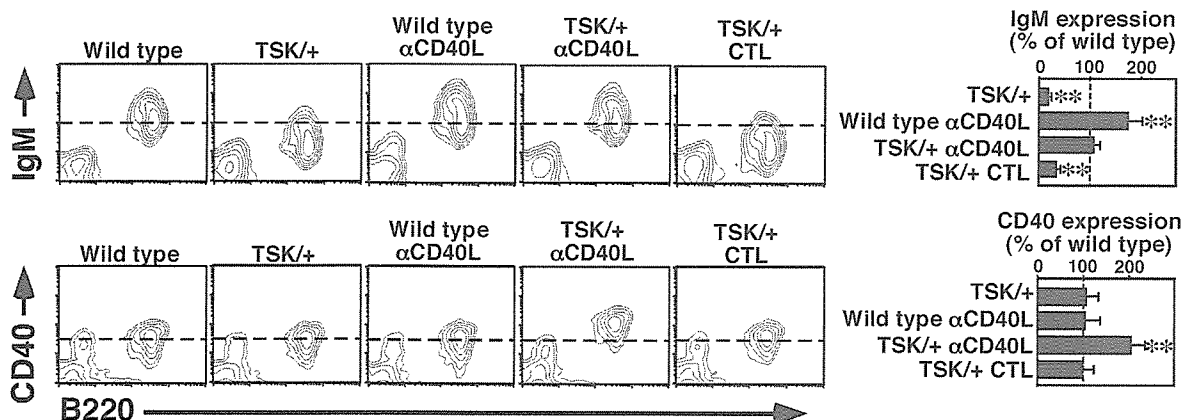 Wild type
TSK/+
Wild type
αCD40L
TSK/+
αCD40L
TSK/+
CTL
IgM
IgM expression
(% of wild type)
0 100 200
TSK/+ **
Wild type αCD40L **
TSK/+ αCD40L
TSK/+ CTL **
Wild type
TSK/+
Wild type
αCD40L
TSK/+
αCD40L
TSK/+
CTL
CD40
CD40 expression
(% of wild type)
0 100 200
TSK/+
Wild type αCD40L
TSK/+ αCD40L **
TSK/+ CTL
B220